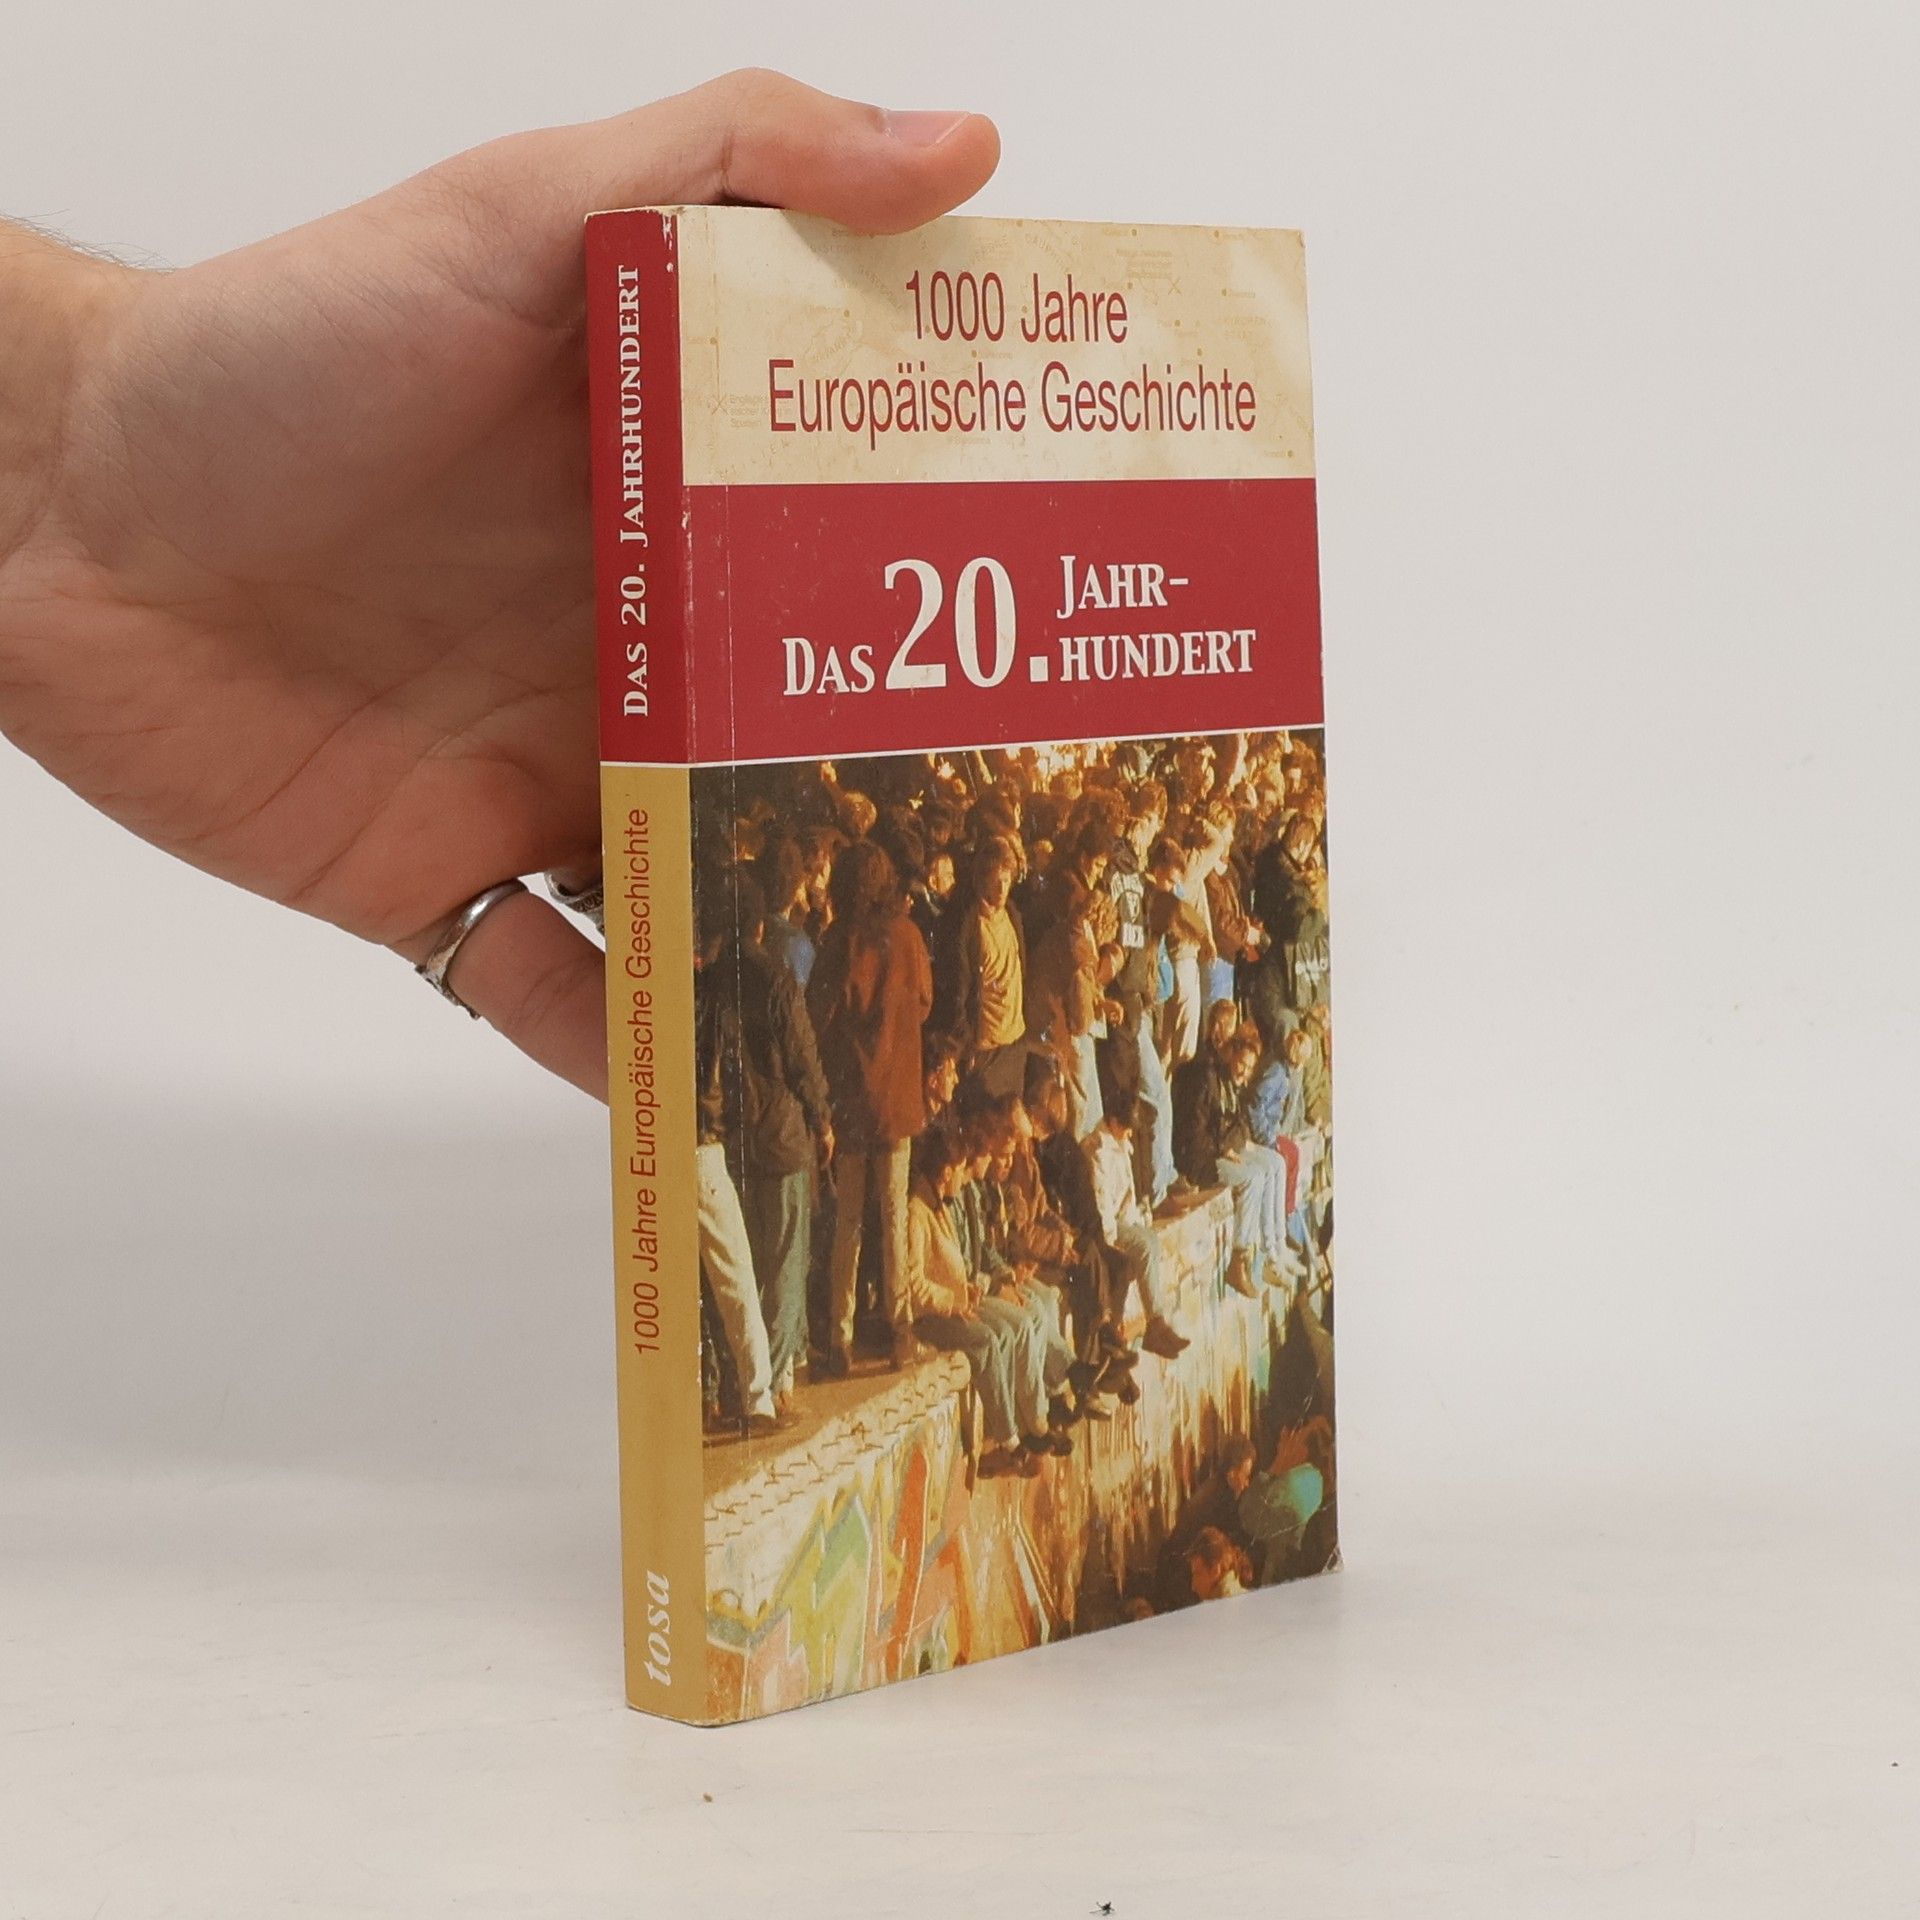 DAS 20. JAHRHUNDERT
1000 Jahre Europäische Geschichte
tosa
1000 Jahre
Europäische Geschichte
DAS 20. JAHR-
HUNDERT